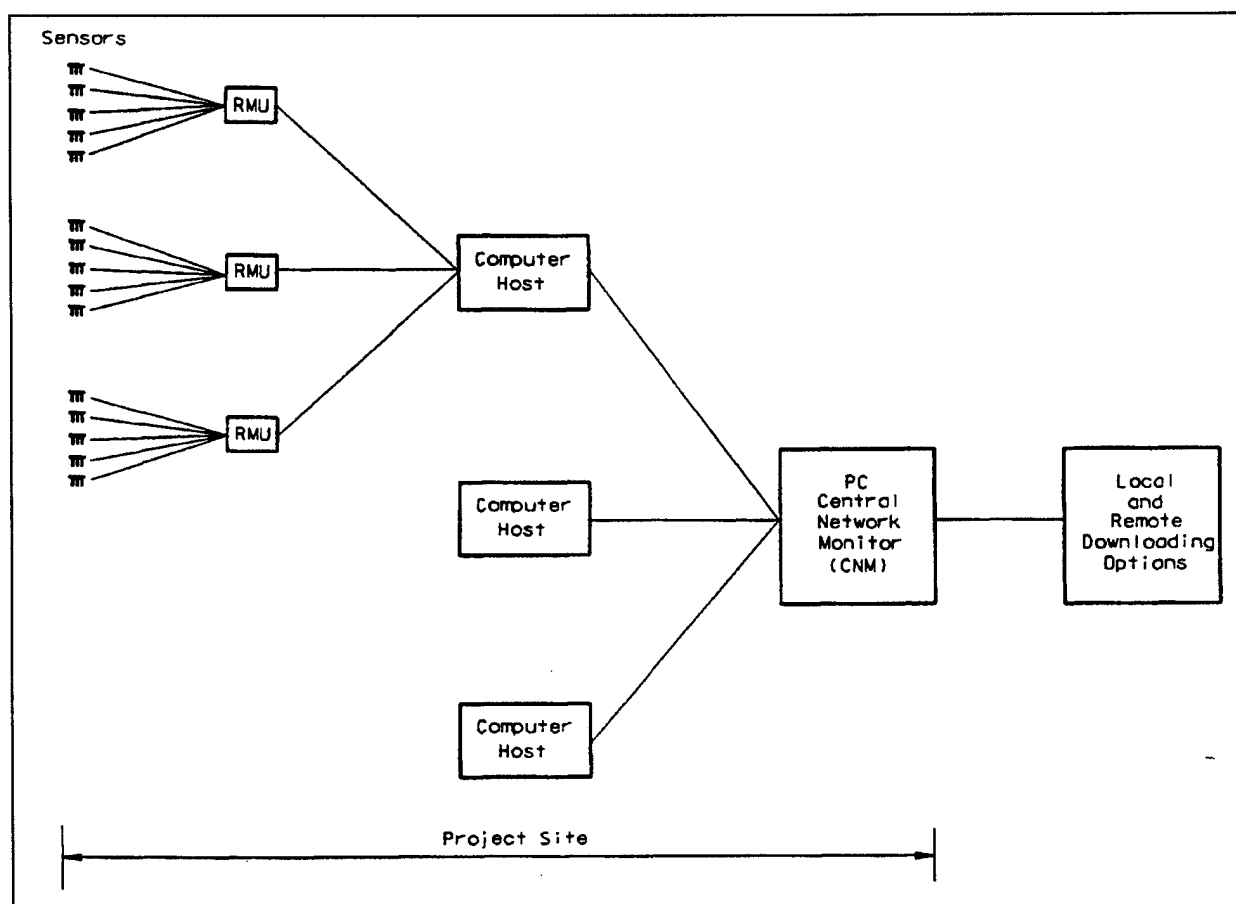 Sensors
RMU
RMU
RMU
Computer
Host
Computer
Host
Computer
Host
PC
Central
Network
Monitor
(CNM)
Local
and
Remote
Downloading
Options
Project Site